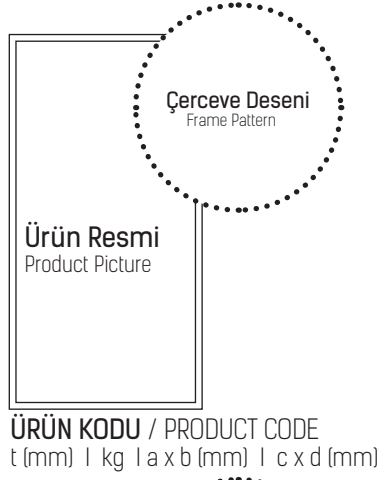 Çerceve Deseni
Frame Pattern
Ürün Resmi
Product Picture
ÜRÜN KODU / PRODUCT CODE
t (mm) I kg I a x b (mm) I c x d (mm)